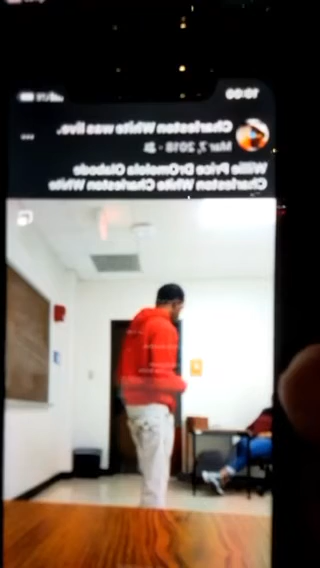 10:00
Charleston White was live.
Mar 7, 2018
Willie Price DrOmolola Olabode
Charleston White Charleston White